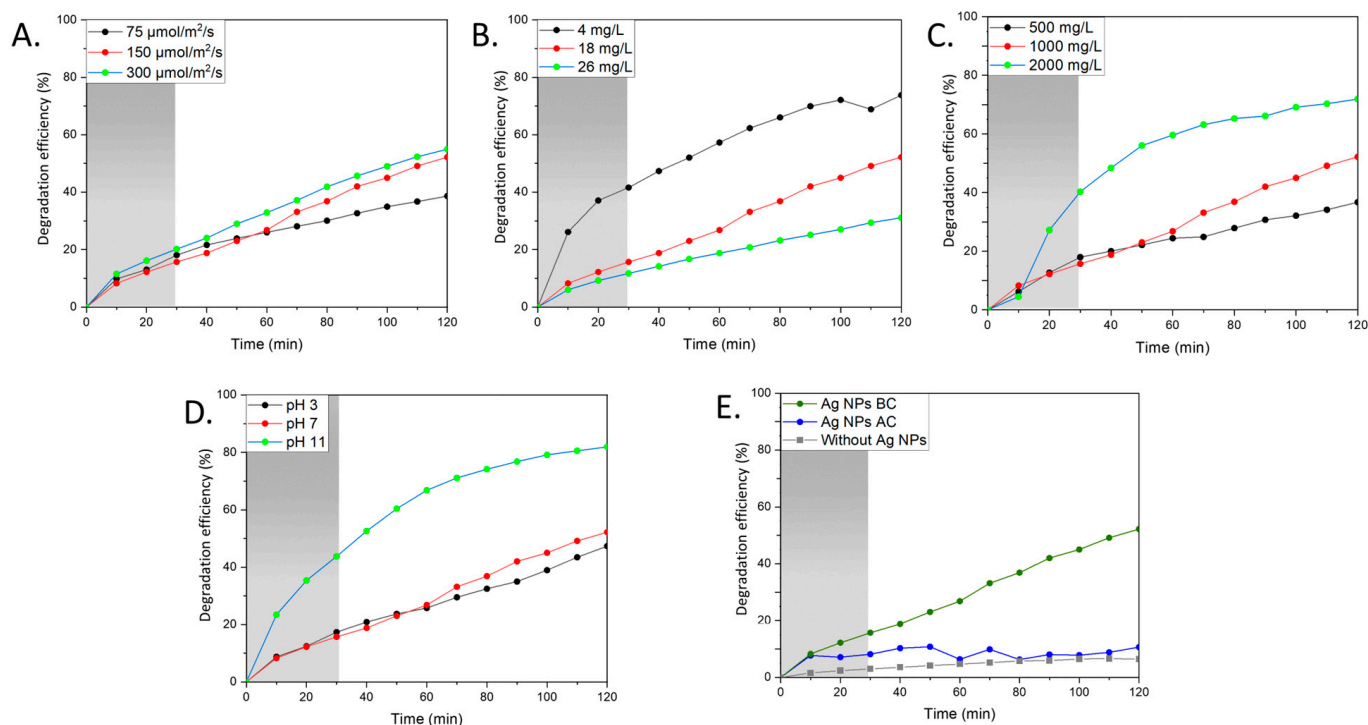 A.
75 µmol/m²/s
150 µmol/m²/s
300 µmol/m²/s
Degradation efficiency (%)
100
80
60
40
20
0
0 20 40 60 80 100 120
Time (min)
B.
4 mg/L
18 mg/L
26 mg/L
Degradation efficiency (%)
100
80
60
40
20
0
0 20 40 60 80 100 120
Time (min)
C.
500 mg/L
1000 mg/L
2000 mg/L
Degradation efficiency (%)
100
80
60
40
20
0
0 20 40 60 80 100 120
Time (min)
D.
pH 3
pH 7
pH 11
Degradation efficiency (%)
100
80
60
40
20
0
0 20 40 60 80 100 120
Time (min)
E.
Ag NPs BC
Ag NPs AC
Without Ag NPs
Degradation efficiency (%)
100
80
60
40
20
0
0 20 40 60 80 100 120
Time (min)